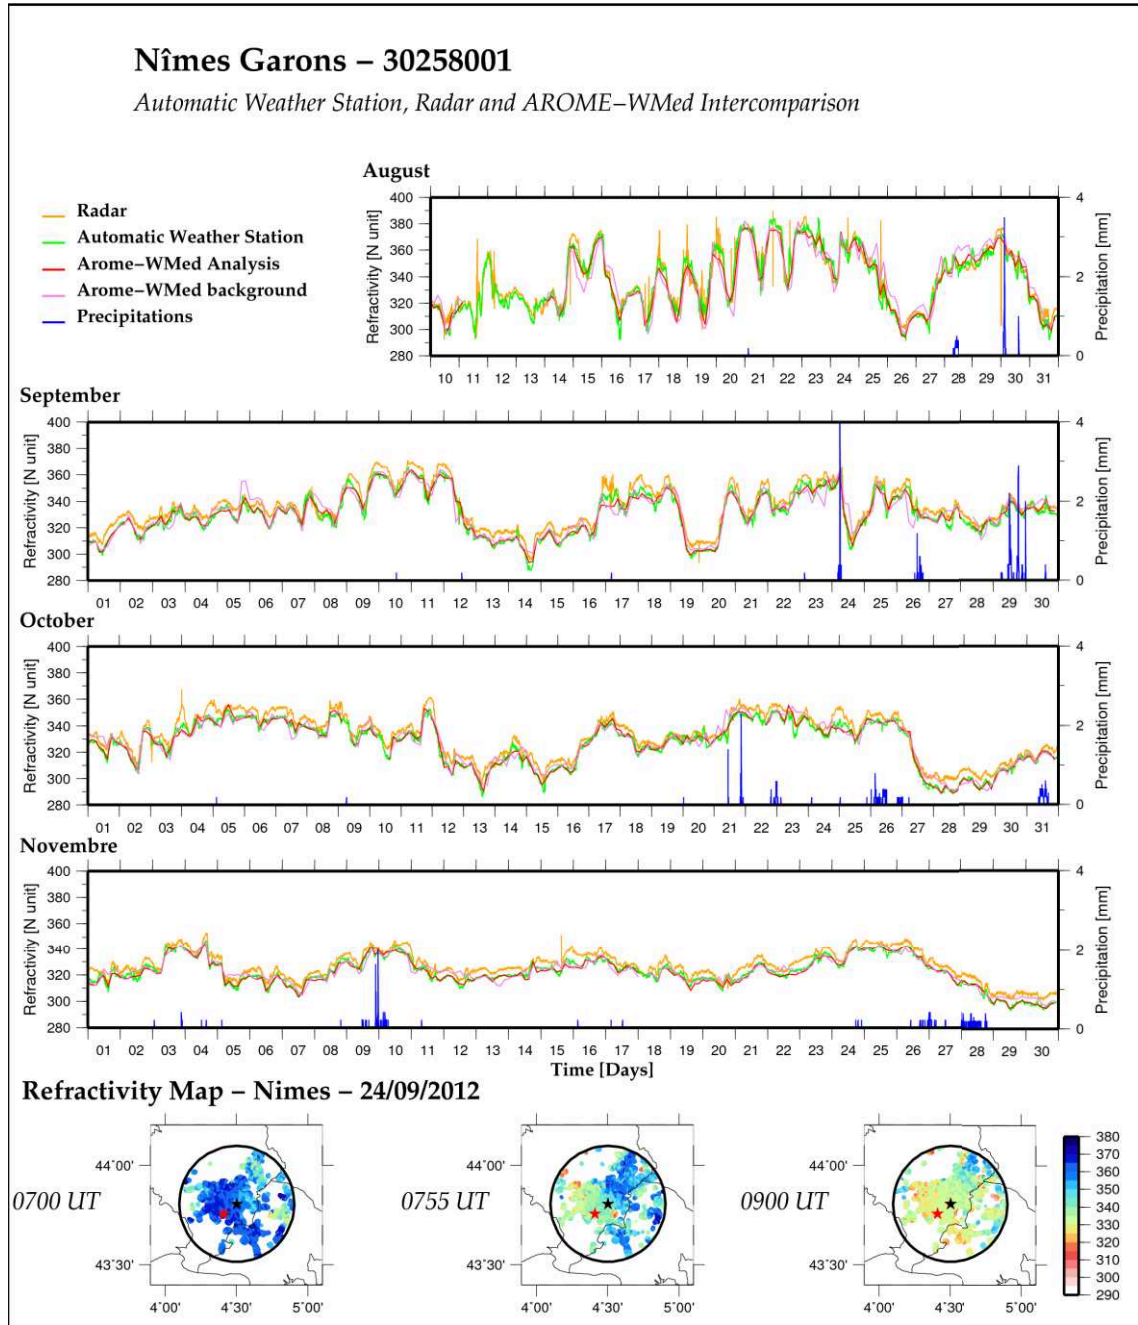 Nîmes Garons – 30258001
Automatic Weather Station, Radar and AROME–WMed Intercomparison
Radar
Automatic Weather Station
Arome–WMed Analysis
Arome–WMed background
Precipitations
August
Refractivity [N unit]
400
380
360
340
320
300
280
Precipitation [mm]
4
3
2
1
0
10 11 12 13 14 15 16 17 18 19 20 21 22 23 24 25 26 27 28 29 30 31
September
Refractivity [N unit]
400
380
360
340
320
300
280
Precipitation [mm]
4
3
2
1
0
01 02 03 04 05 06 07 08 09 10 11 12 13 14 15 16 17 18 19 20 21 22 23 24 25 26 27 28 29 30
October
Refractivity [N unit]
400
380
360
340
320
300
280
Precipitation [mm]
4
3
2
1
0
01 02 03 04 05 06 07 08 09 10 11 12 13 14 15 16 17 18 19 20 21 22 23 24 25 26 27 28 29 30 31
Novembre
Refractivity [N unit]
400
380
360
340
320
300
280
Precipitation [mm]
4
3
2
1
0
01 02 03 04 05 06 07 08 09 10 11 12 13 14 15 16 17 18 19 20 21 22 23 24 25 26 27 28 29 30
Time [Days]
Refractivity Map – Nimes – 24/09/2012
0700 UT
44°00'
43°30'
4°00' 4°30' 5°00'
0755 UT
44°00'
43°30'
4°00' 4°30' 5°00'
0900 UT
44°00'
43°30'
4°00' 4°30' 5°00'
380
370
360
350
340
330
320
310
300
290